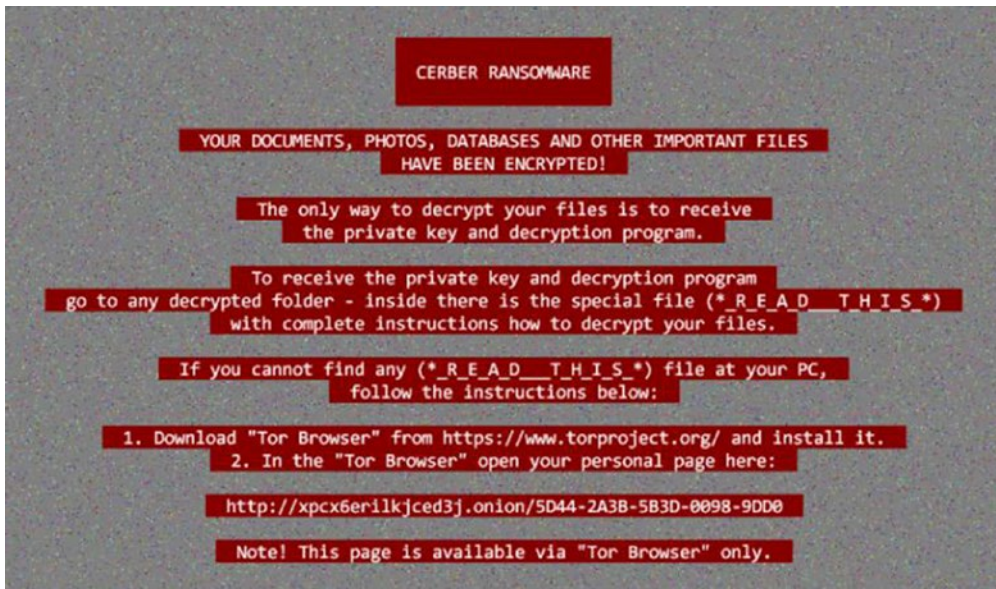 CERBER RANSOMWARE
YOUR DOCUMENTS, PHOTOS, DATABASES AND OTHER IMPORTANT FILES
HAVE BEEN ENCRYPTED!
The only way to decrypt your files is to receive
the private key and decryption program.
To receive the private key and decryption program
go to any decrypted folder - inside there is the special file (*_R_E_A_D___T_H_I_S_*)
with complete instructions how to decrypt your files.
If you cannot find any (*_R_E_A_D___T_H_I_S_*) file at your PC,
follow the instructions below:
1. Download "Tor Browser" from https://www.torproject.org/ and install it.
2. In the "Tor Browser" open your personal page here:
http://xpcx6erilkjced3j.onion/5D44-2A3B-5B3D-0098-9DD0
Note! This page is available via "Tor Browser" only.